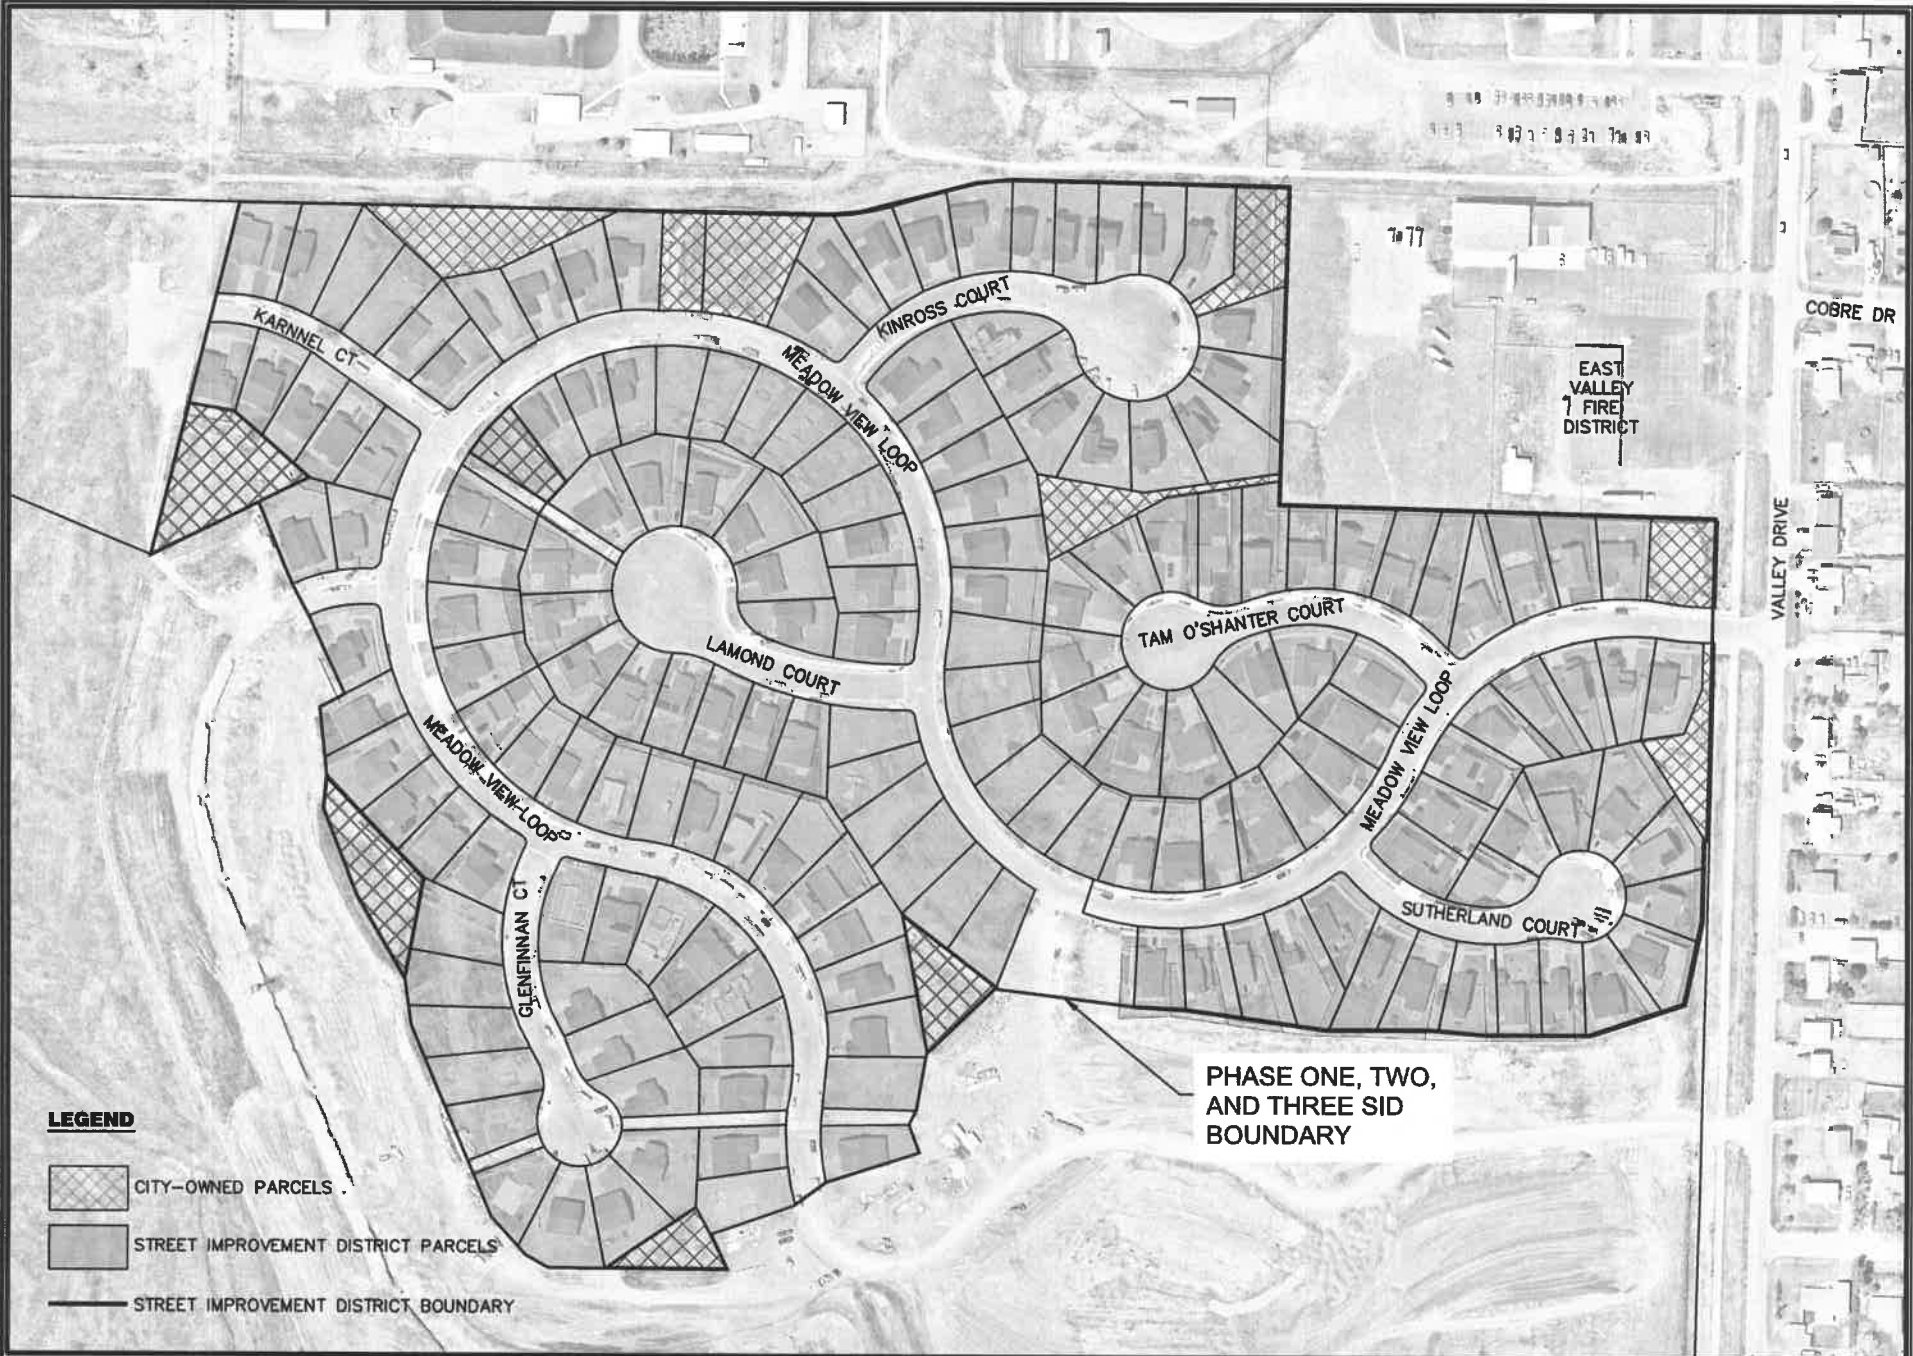 COBRE DR
KINROSS COURT
KARNNEL CT
MEADOW VIEW LOOP
EAST
VALLEY
FIRE
DISTRICT
VALLEY DRIVE
TAM O'SHANTER COURT
LAMOND COURT
MEADOW VIEW LOOP
MEADOW VIEW LOOP
GLENFINNAN CT
SUTHERLAND COURT
PHASE ONE, TWO,
AND THREE SID
BOUNDARY
LEGEND
CITY-OWNED PARCELS
STREET IMPROVEMENT DISTRICT PARCELS
STREET IMPROVEMENT DISTRICT BOUNDARY